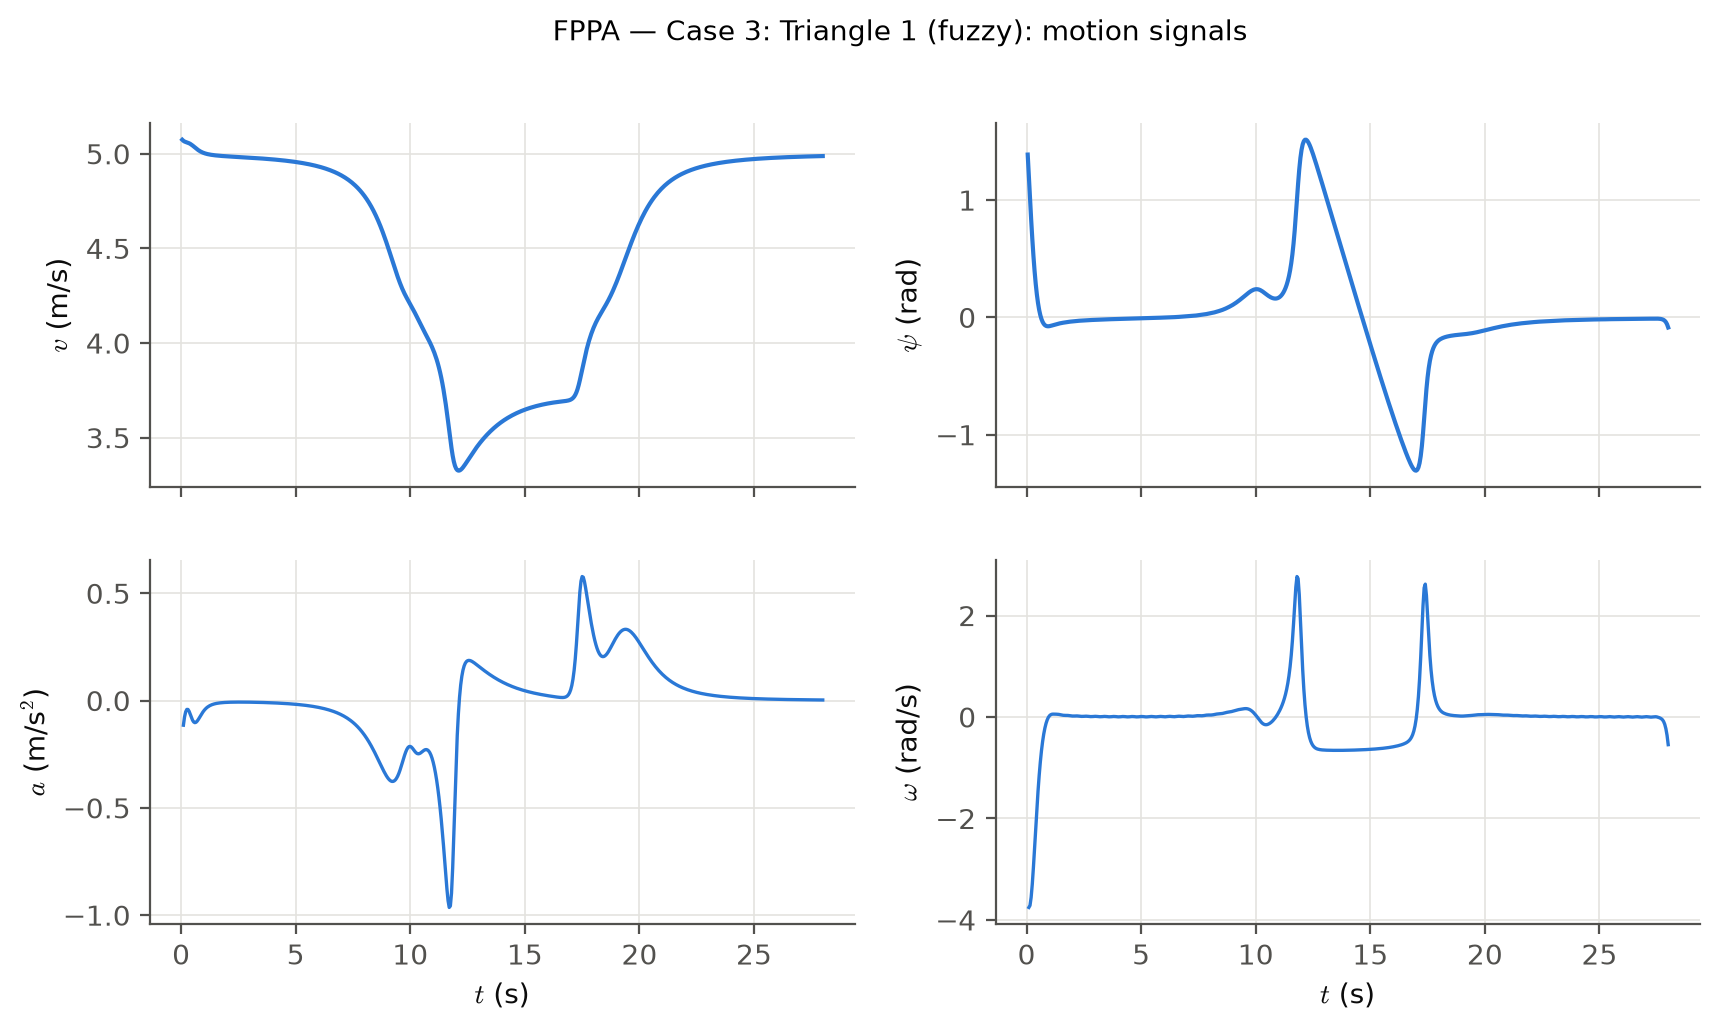 FPPA — Case 3: Triangle 1 (fuzzy): motion signals
5.0
4.5
4.0
3.5
v (m/s)
1
0
−1
ψ (rad)
0.5
0.0
−0.5
−1.0
a (m/s²)
0 5 10 15 20 25
t (s)
2
0
−2
−4
ω (rad/s)
0 5 10 15 20 25
t (s)